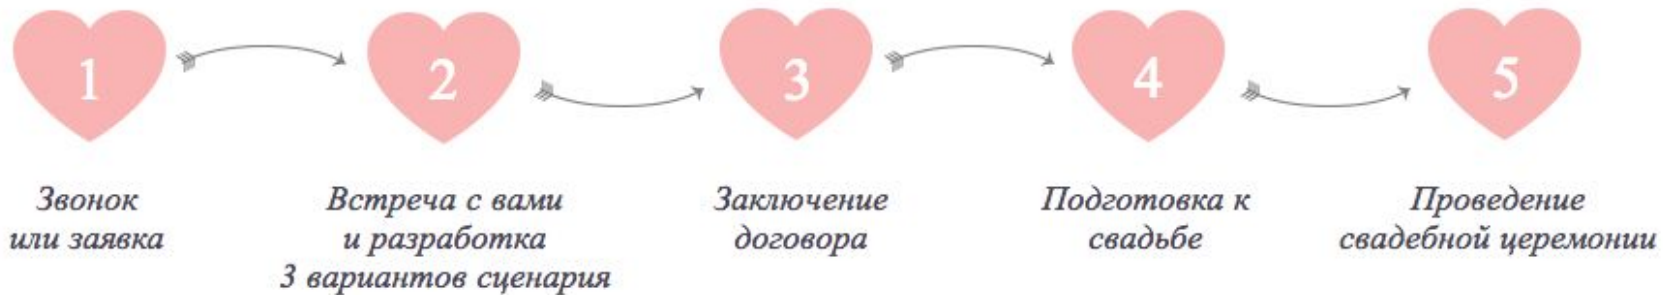 1
2
3
4
5
Звонок
или заявка
Встреча с вами
и разработка
3 вариантов сценария
Заключение
договора
Подготовка к
свадьбе
Проведение
свадебной церемонии